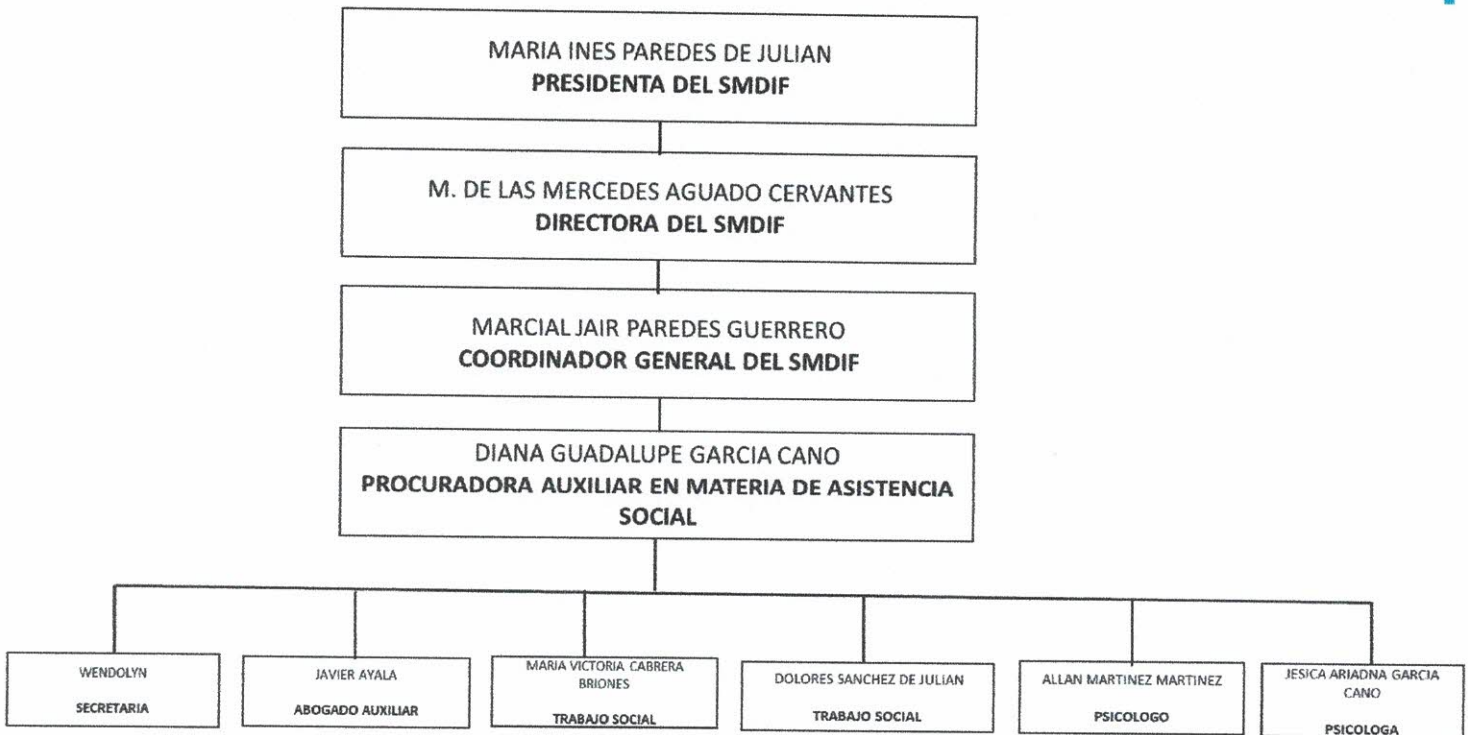 MARIA INES PAREDES DE JULIAN
PRESIDENTA DEL SMDIF
M. DE LAS MERCEDES AGUADO CERVANTES
DIRECTORA DEL SMDIF
MARCIAL JAIR PAREDES GUERRERO
COORDINADOR GENERAL DEL SMDIF
DIANA GUADALUPE GARCIA CANO
PROCURADORA AUXILIAR EN MATERIA DE ASISTENCIA
SOCIAL
WENDOLYN
SECRETARIA
JAVIER AYALA
ABOGADO AUXILIAR
MARIA VICTORIA CABRERA
BRIONES
TRABAJO SOCIAL
DOLORES SANCHEZ DE JULIAN
TRABAJO SOCIAL
ALLAN MARTINEZ MARTINEZ
PSICOLOGO
JESICA ARIADNA GARCIA
CANO
PSICOLOGA